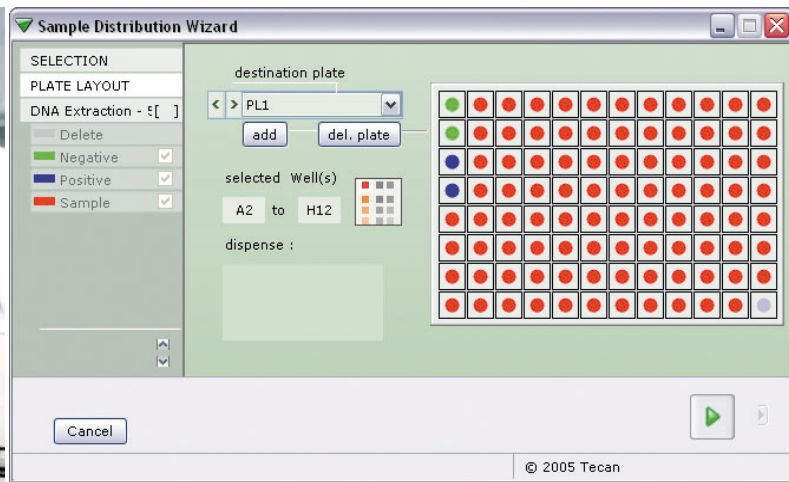 Sample Distribution Wizard
SELECTION
PLATE LAYOUT
DNA Extraction - [ ]
Delete
Negative
Positive
Sample
destination plate
< > PL1
add
del. plate
selected Well(s)
A2 to H12
dispense :
Cancel
© 2005 Tecan